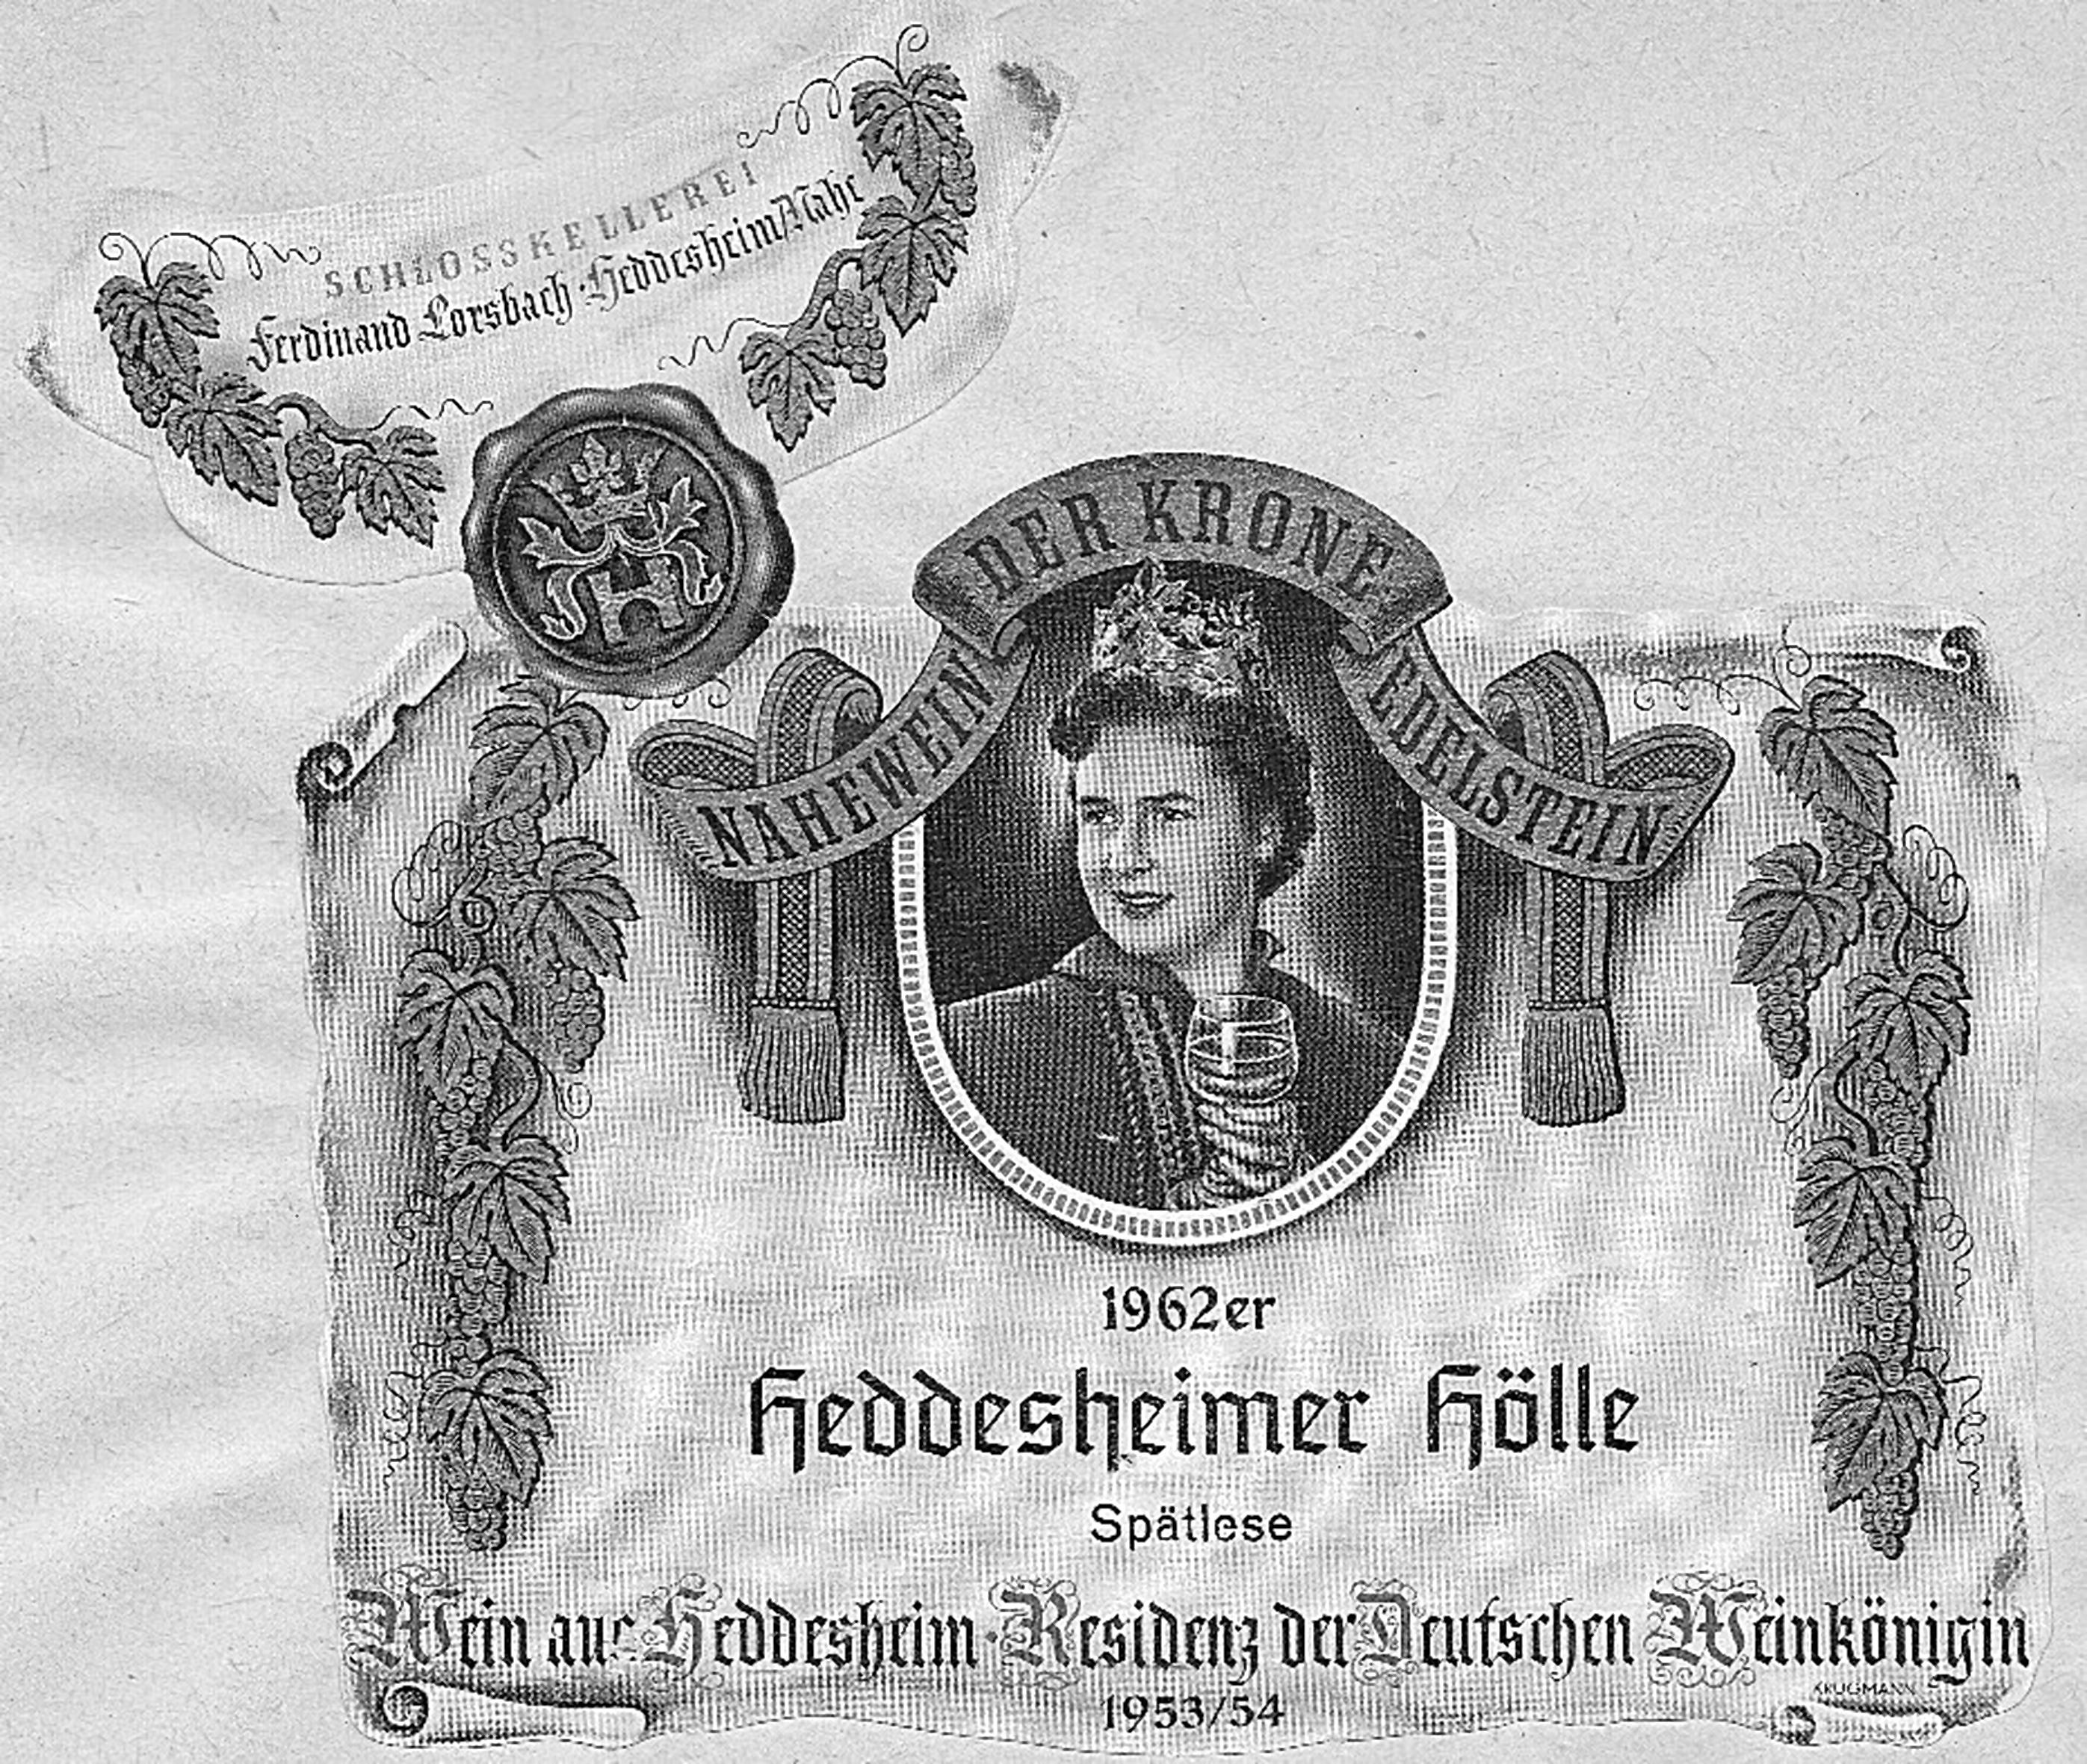 SCHLOSSKELLEREI
Ferdinand Lorsbach · Heddesheim/Nahe
NAHEWEIN DER KRONE EDELSTEIN
1962er
Heddesheimer Hölle
Spätlese
Wein aus Heddesheim · Residenz der Deutschen Weinkönigin
1953/54
KRUGMANN